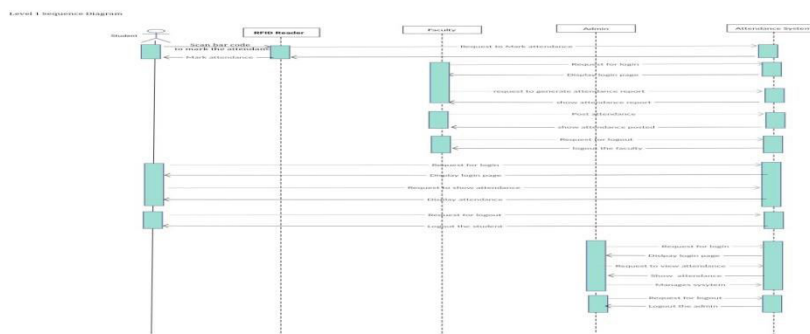 Level 1 Sequence Diagram
Student
RFID Reader
Faculty
Admin
Attendance System
Scan bar code
to mark the attendan
Request to Mark attendance
Mark attendance
Request for login
Display login page
request to generate attendance report
show attendance report
Post attendance
show attendance posted
Request for logout
logout the faculty
Request for login
Display login page
Request to show attendance
Display attendance
Request for logout
Logout the student
Request for login
Dislpay login page
Request to view attendance
Show attendance
Manages sysytem
Request for logout
Logout the admin